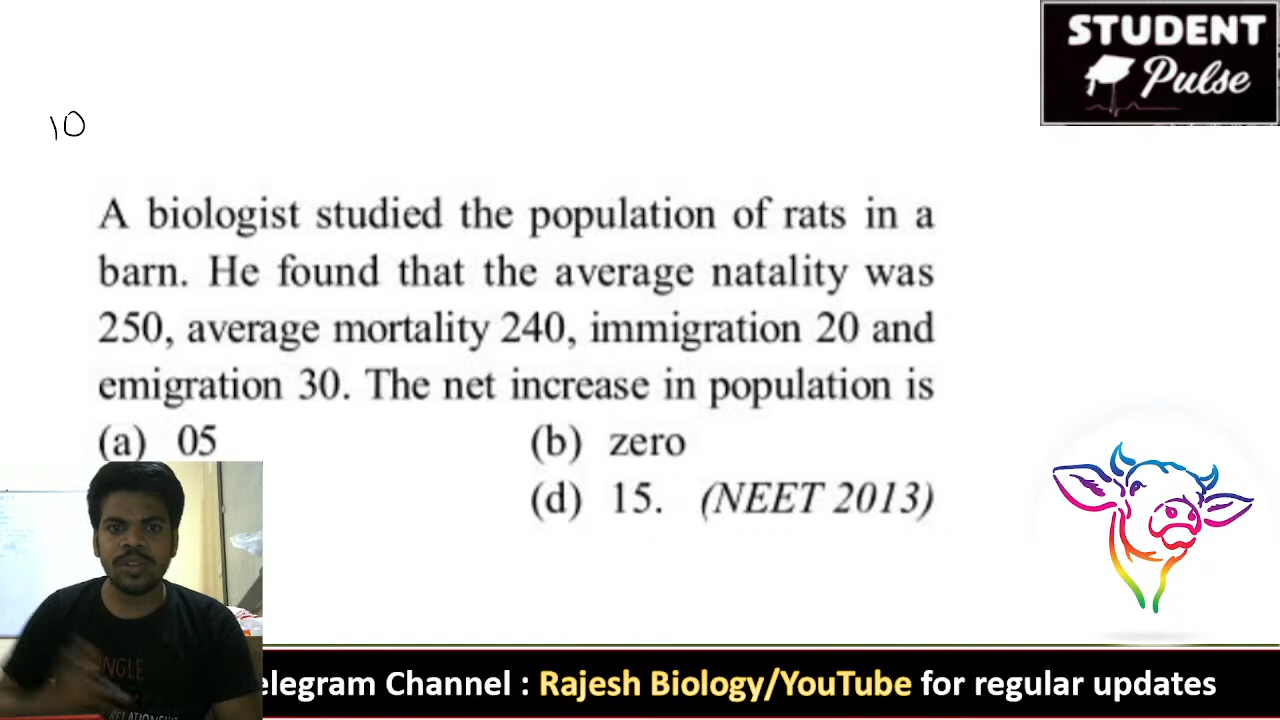 STUDENT
Pulse
10
A biologist studied the population of rats in a
barn. He found that the average natality was
250, average mortality 240, immigration 20 and
emigration 30. The net increase in population is
(a) 05 (b) zero
(d) 15. (NEET 2013)
INGLE
RELATIONSHIP
elegram Channel : Rajesh Biology/YouTube for regular updates